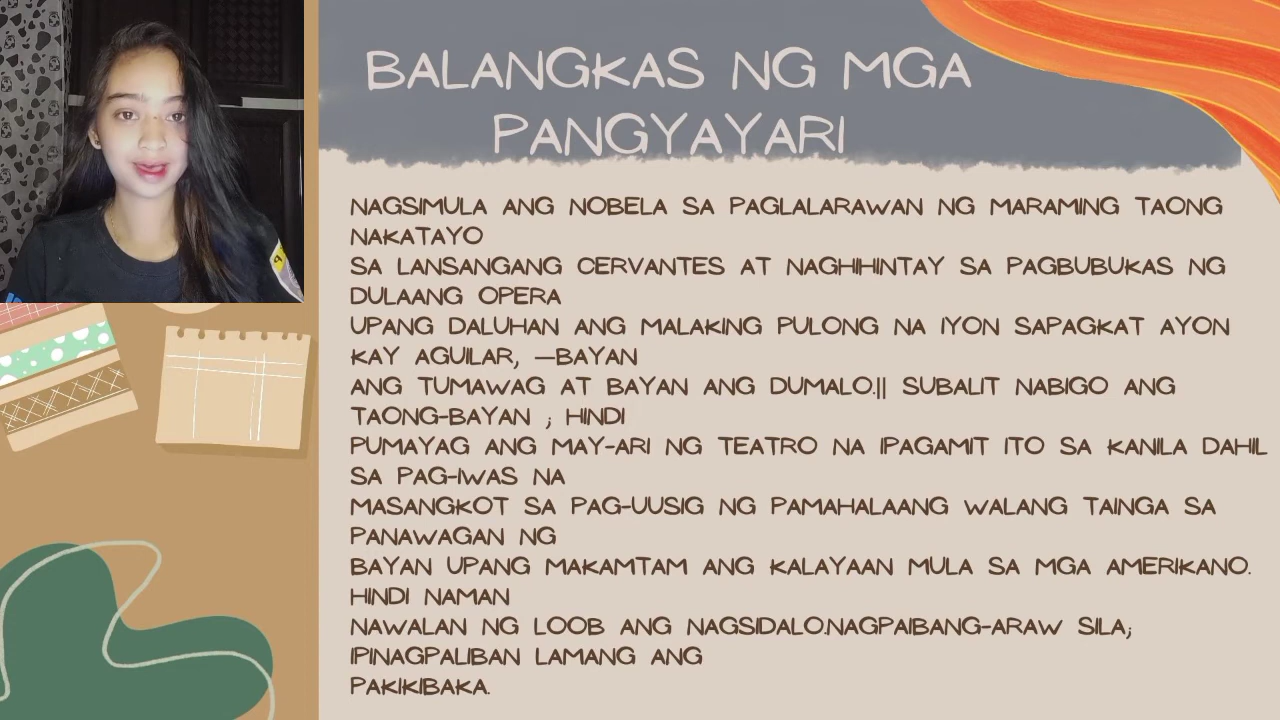 BALANGKAS NG MGA
PANGYAYARI
NAGSIMULA ANG NOBELA SA PAGLALARAWAN NG MARAMING TAONG
NAKATAYO
SA LANSANGANG CERVANTES AT NAGHIHINTAY SA PAGBUBUKAS NG
DULAANG OPERA
UPANG DALUHAN ANG MALAKING PULONG NA IYON SAPAGKAT AYON
KAY AGUILAR, ―BAYAN
ANG TUMAWAG AT BAYAN ANG DUMALO.‖ SUBALIT NABIGO ANG
TAONG-BAYAN ; HINDI
PUMAYAG ANG MAY-ARI NG TEATRO NA IPAGAMIT ITO SA KANILA DAHIL
SA PAG-IWAS NA
MASANGKOT SA PAG-UUSIG NG PAMAHALAANG WALANG TAINGA SA
PANAWAGAN NG
BAYAN UPANG MAKAMTAM ANG KALAYAAN MULA SA MGA AMERIKANO.
HINDI NAMAN
NAWALAN NG LOOB ANG NAGSIDALO.NAGPAIBANG-ARAW SILA;
IPINAGPALIBAN LAMANG ANG
PAKIKIBAKA.